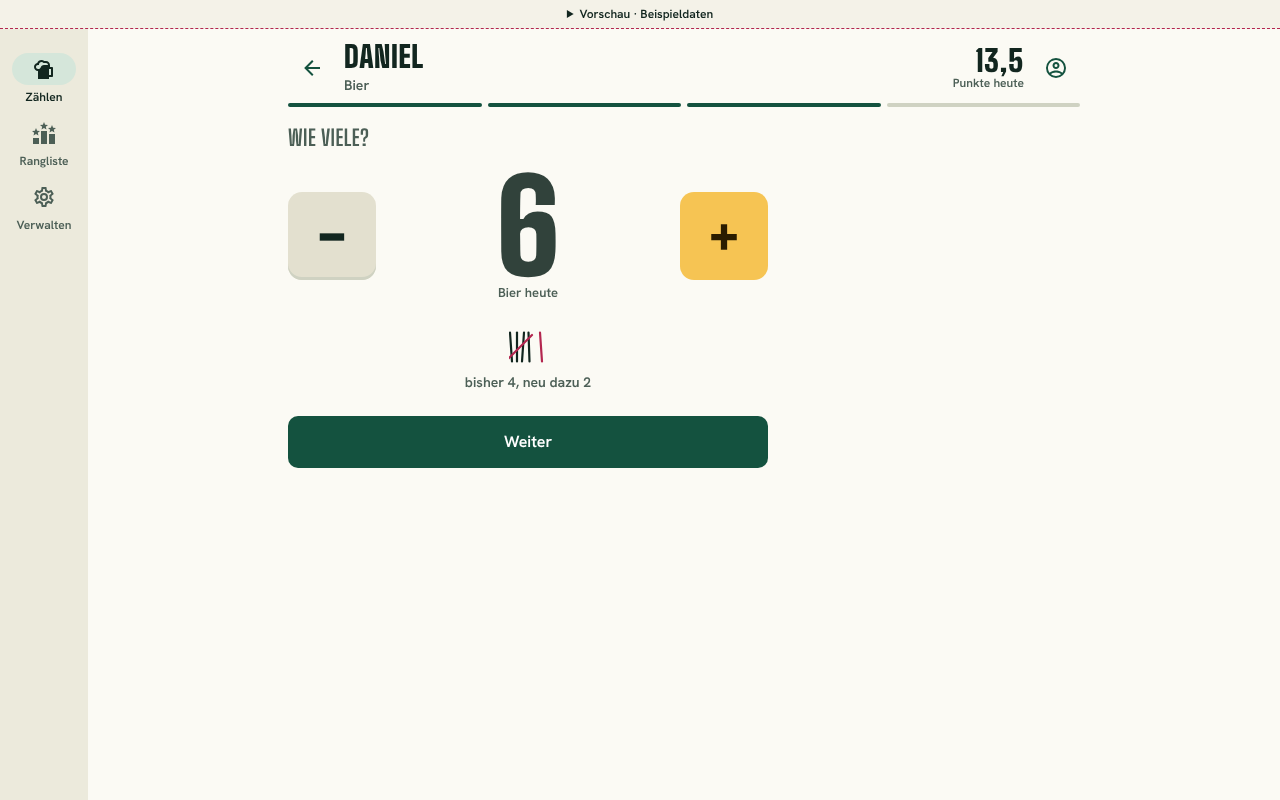 Vorschau · Beispieldaten
DANIEL
Bier
13,5
Punkte heute
Zählen
Rangliste
Verwalten
WIE VIELE?
−
6
+
Bier heute
bisher 4, neu dazu 2
Weiter